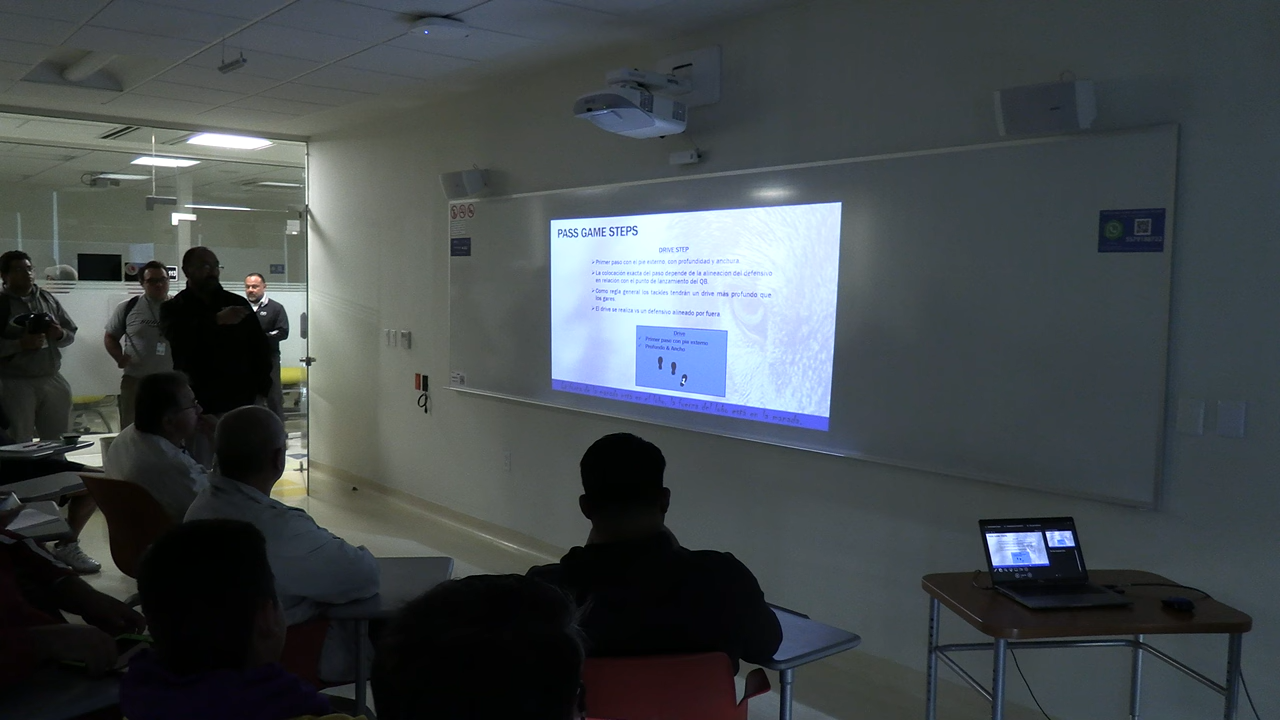 PASS GAME STEPS
DRIVE STEP
Primer paso con el pie externo, con profundidad y anchura.
La colocación exacta del paso depende de la alineación del defensivo
en relación con el punto de lanzamiento del QB.
Como regla general los tackles tendrán un drive más profundo que
los gares.
El drive se realiza vs un defensivo alineado por fuera
Drive
Primer paso con pie externo
Profundo & Ancho